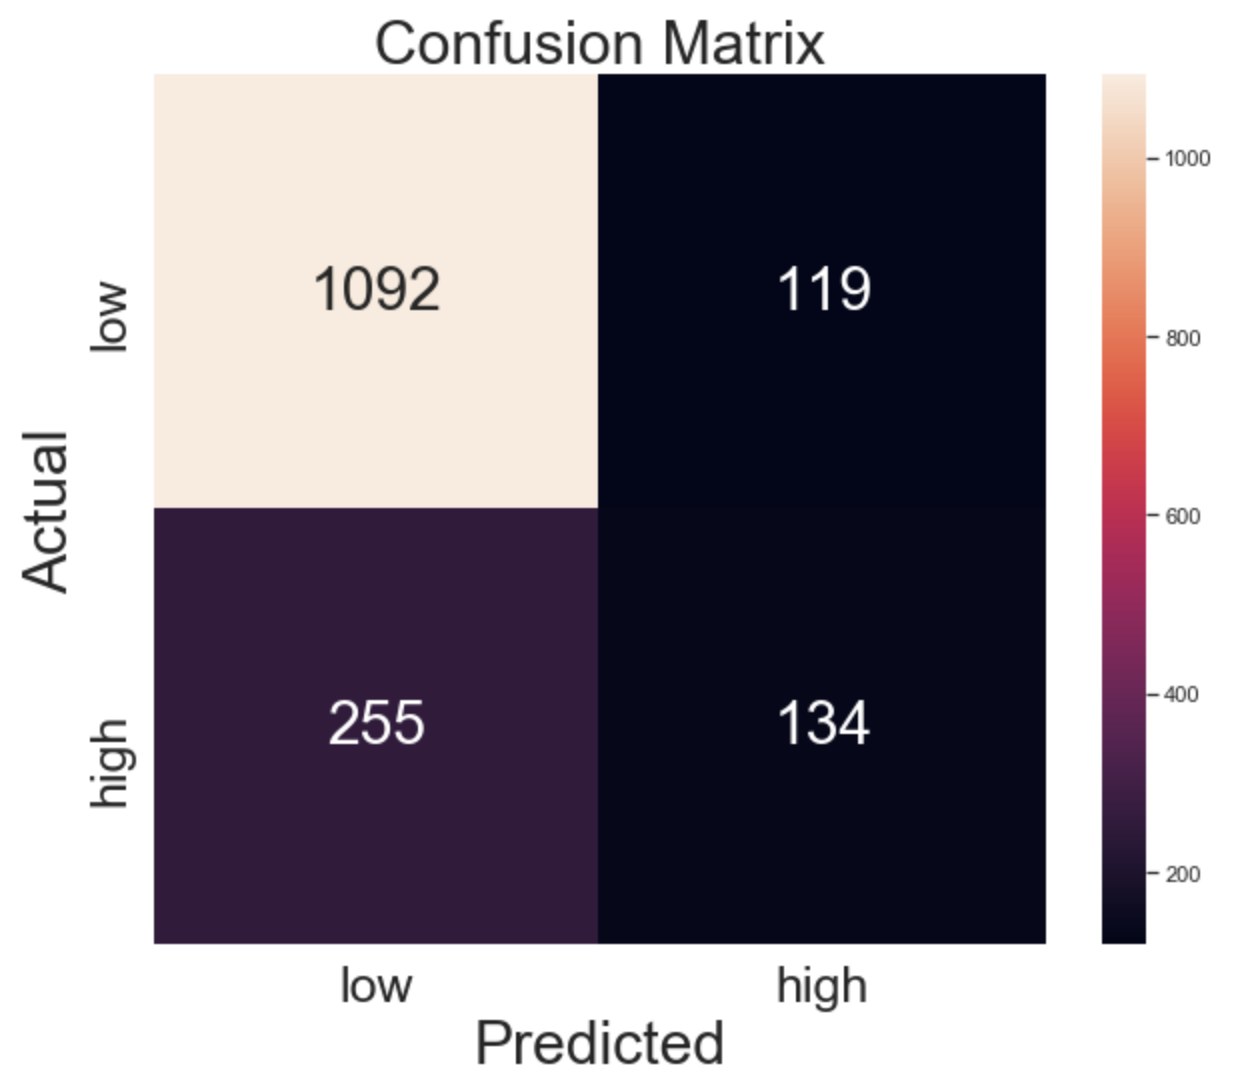 Confusion Matrix
1092 119
255 134
low
high
Actual
low high
Predicted
1000
800
600
400
200